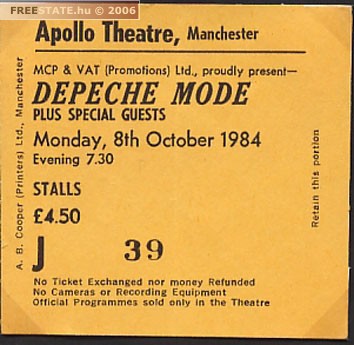 FREESTATE.hu © 2006
Apollo Theatre, Manchester
MCP & VAT (Promotions) Ltd., proudly present—
DEPECHE MODE
PLUS SPECIAL GUESTS
Monday, 8th October 1984
Evening 7.30
STALLS
£4.50
J 39
No Ticket Exchanged nor money Refunded
No Cameras or Recording Equipment
Official Programmes sold only in the Theatre
A. B. Cooper (Printers) Ltd., Manchester
Retain this portion